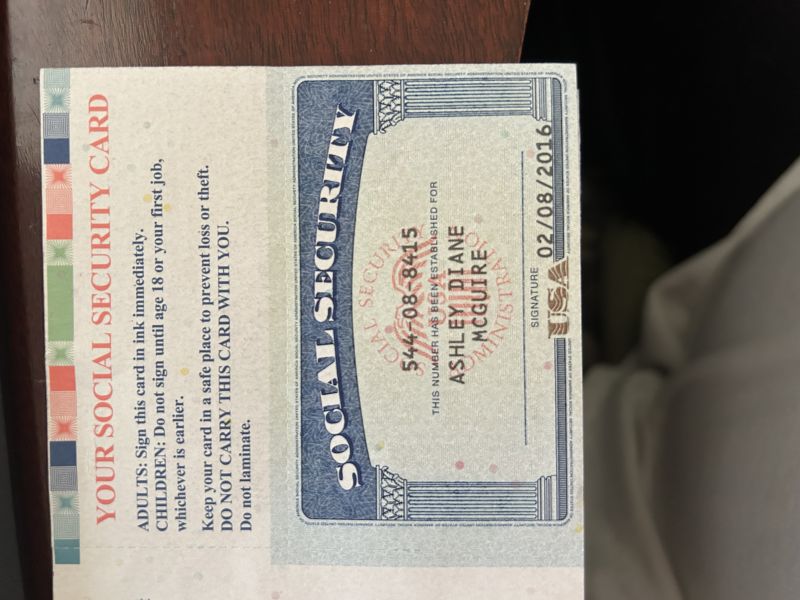 YOUR SOCIAL SECURITY CARD
ADULTS: Sign this card in ink immediately.
CHILDREN: Do not sign until age 18 or your first job,
whichever is earlier.
Keep your card in a safe place to prevent loss or theft.
DO NOT CARRY THIS CARD WITH YOU.
Do not laminate.
SOCIAL SECURITY
544-08-8415
THIS NUMBER HAS BEEN ESTABLISHED FOR
ASHLEY DIANE
MCGUIRE
SIGNATURE
02/08/2016
USA